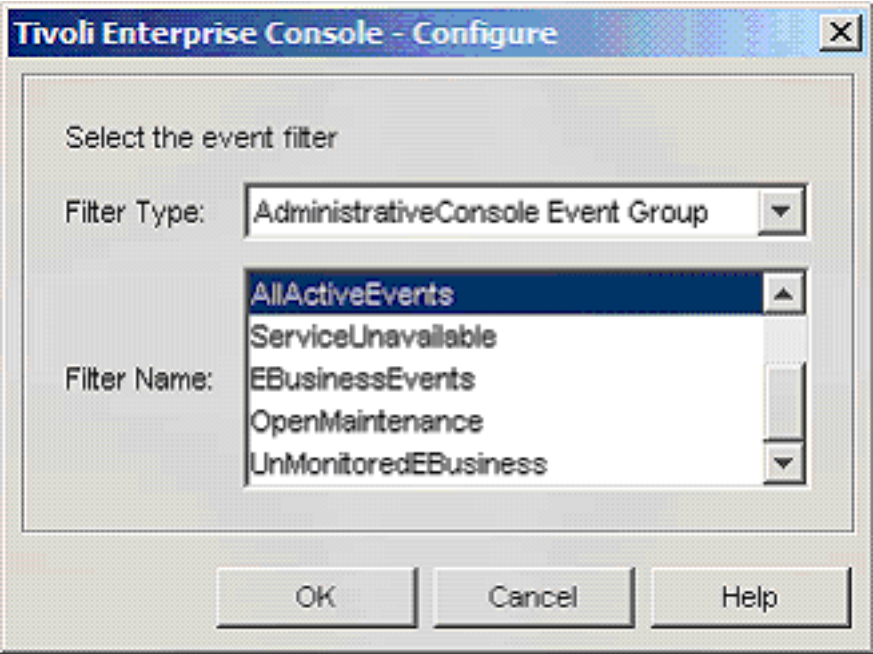 Tivoli Enterprise Console - Configure
Select the event filter
Filter Type: AdministrativeConsole Event Group
AllActiveEvents
ServiceUnavailable
Filter Name: EBusinessEvents
OpenMaintenance
UnMonitoredEBusiness
OK Cancel Help